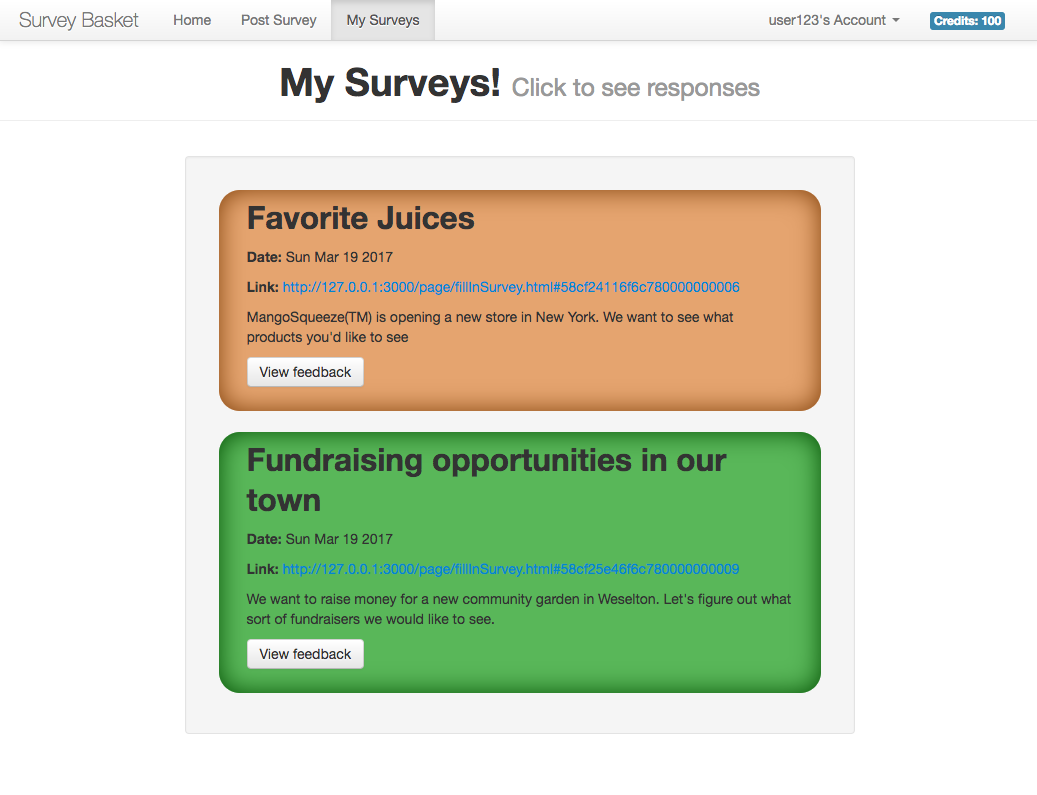 Survey Basket Home Post Survey My Surveys user123's Account Credits: 100
My Surveys! Click to see responses
Favorite Juices
Date: Sun Mar 19 2017
Link: http://127.0.0.1:3000/page/fillInSurvey.html#58cf24116f6c780000000006
MangoSqueeze(TM) is opening a new store in New York. We want to see what
products you'd like to see
View feedback
Fundraising opportunities in our
town
Date: Sun Mar 19 2017
Link: http://127.0.0.1:3000/page/fillInSurvey.html#58cf25e46f6c780000000009
We want to raise money for a new community garden in Weselton. Let's figure out what
sort of fundraisers we would like to see.
View feedback